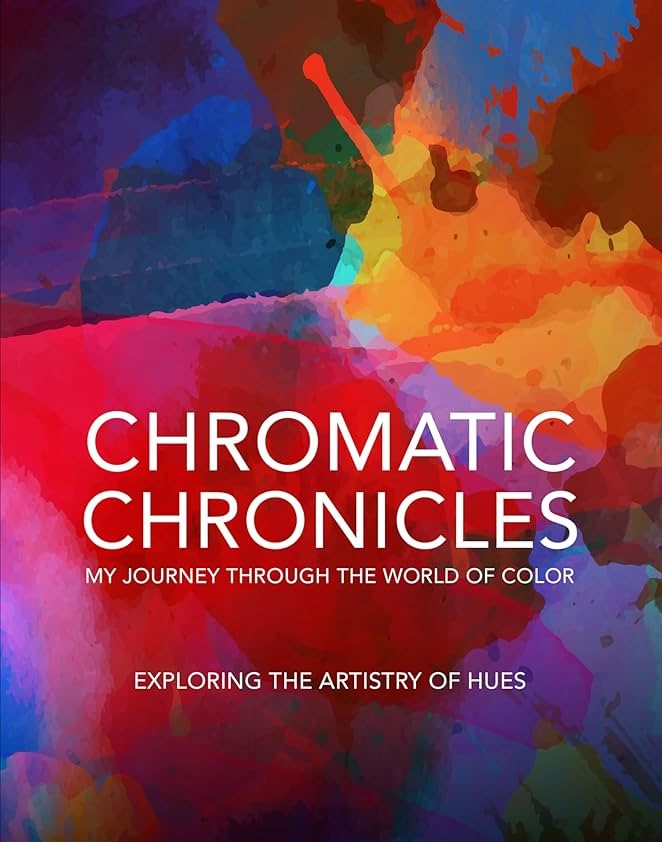 CHROMATIC
CHRONICLES
MY JOURNEY THROUGH THE WORLD OF COLOR
EXPLORING THE ARTISTRY OF HUES